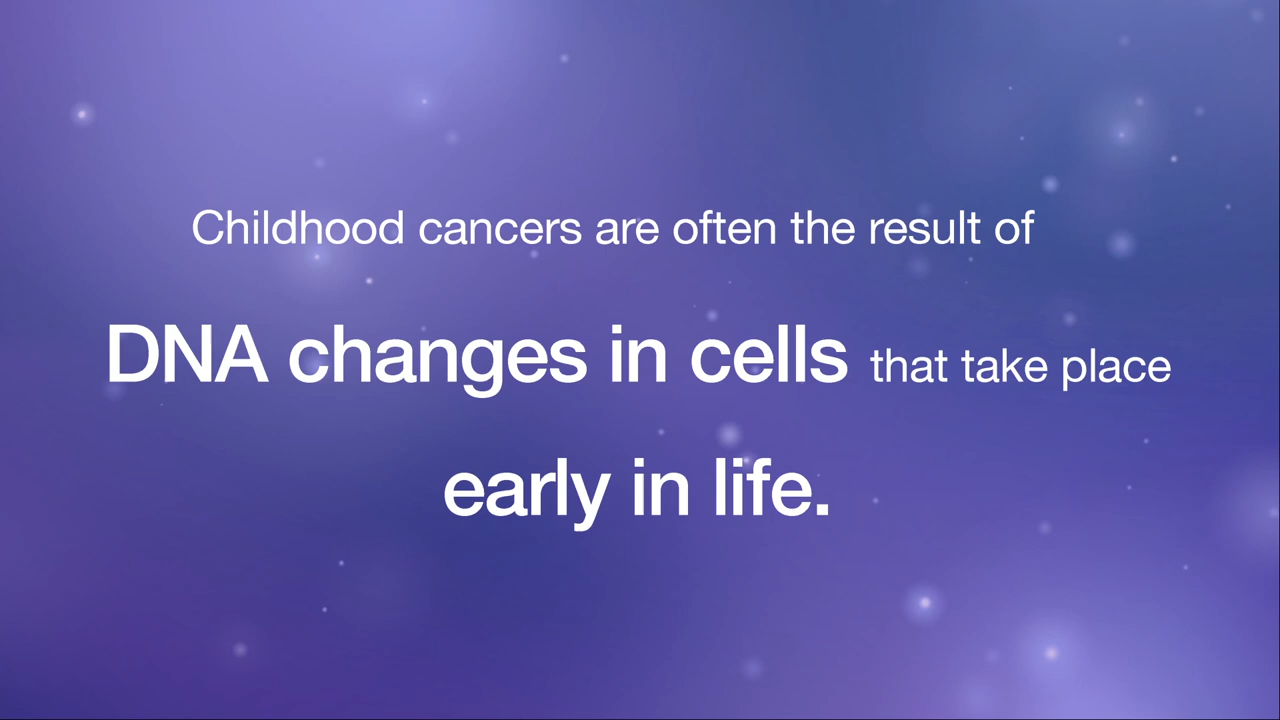 Childhood cancers are often the result of
DNA changes in cells that take place
early in life.